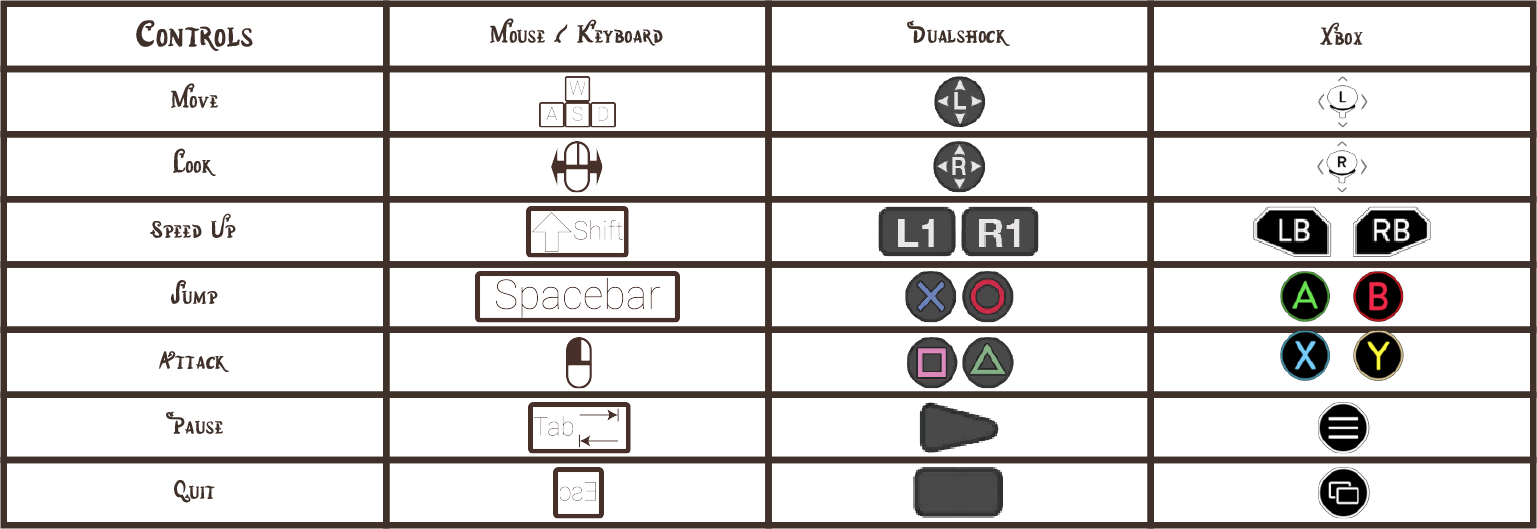 Controls Mouse / Keyboard Dualshock Xbox
Move W A S D L L
Look R R
Speed Up Shift L1 R1 LB RB
Jump Spacebar X O A B
Attack X Y
Pause Tab
Quit Esc